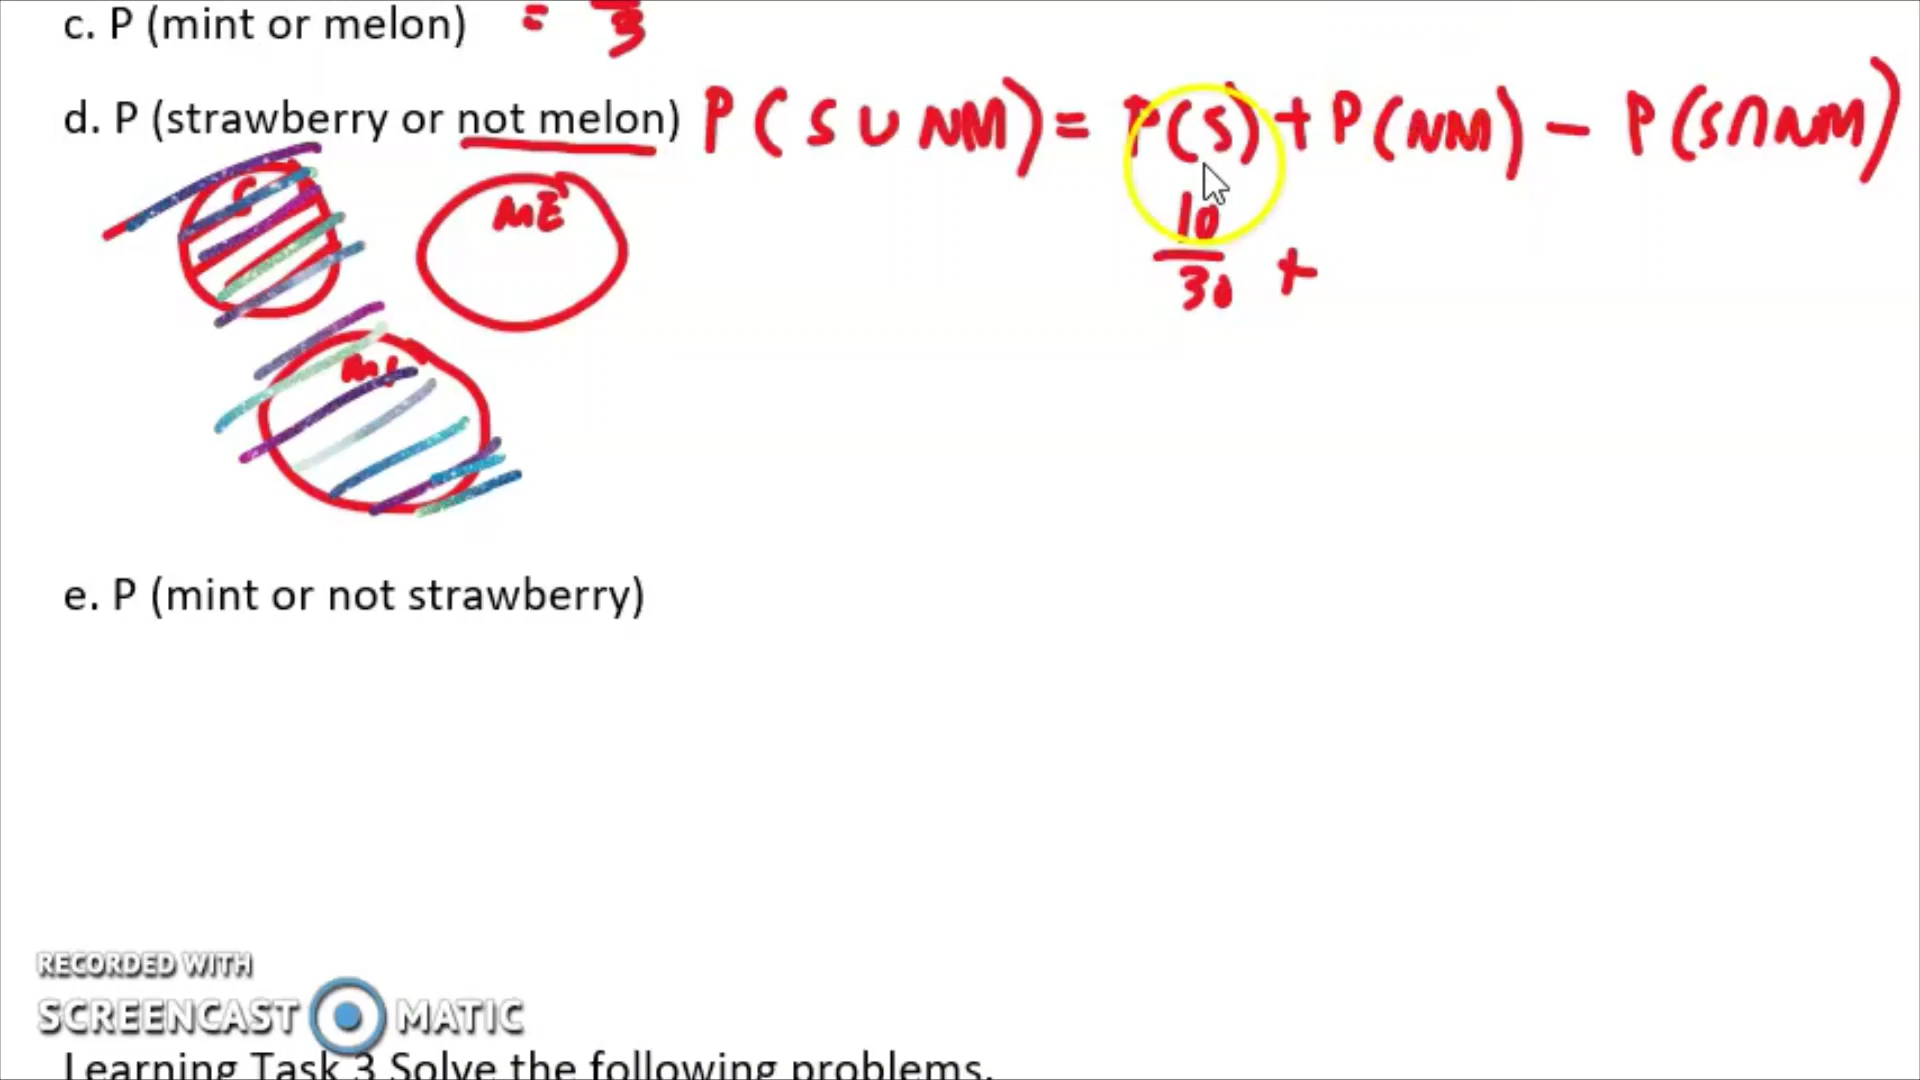 c. P (mint or melon) = 3
d. P (strawberry or not melon) P(S∪NM) = P(S) + P(NM) - P(S∩NM)
S
ME
10
30 +
MI
e. P (mint or not strawberry)
RECORDED WITH
SCREENCAST MATIC
Learning Task 3 Solve the following problems.